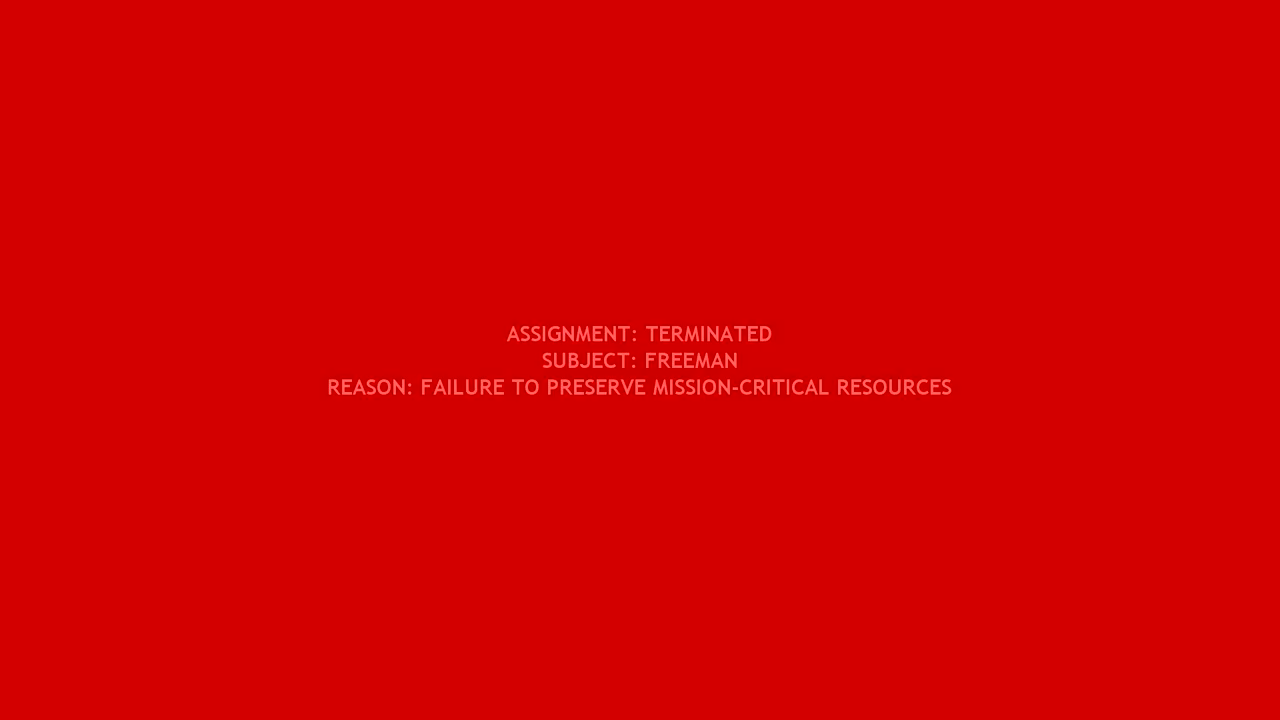 ASSIGNMENT: TERMINATED
SUBJECT: FREEMAN
REASON: FAILURE TO PRESERVE MISSION-CRITICAL RESOURCES